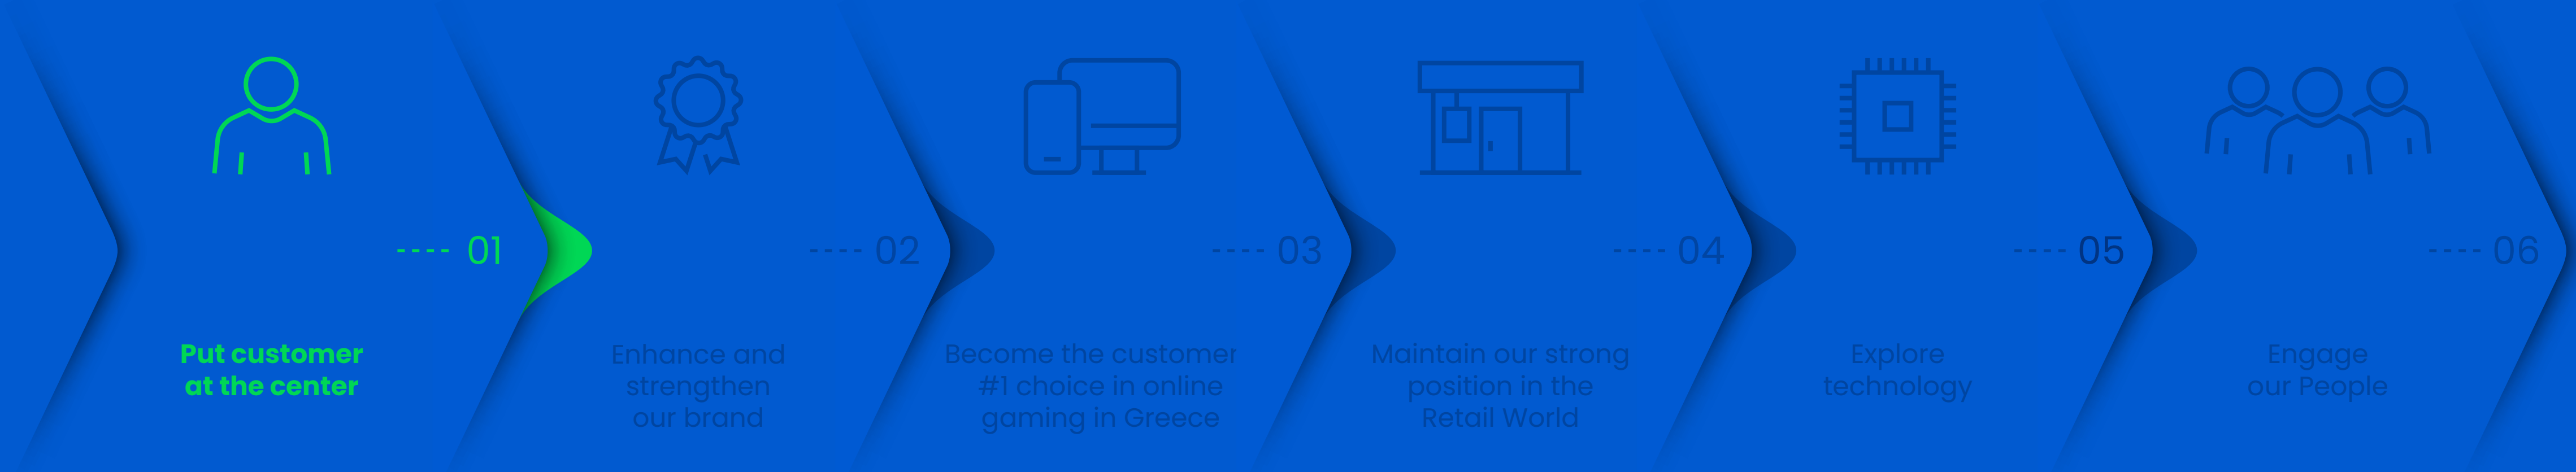 01
Put customer
at the center
02
Enhance and
strengthen
our brand
03
Become the customer
#1 choice in online
gaming in Greece
04
Maintain our strong
position in the
Retail World
05
Explore
technology
06
Engage
our People